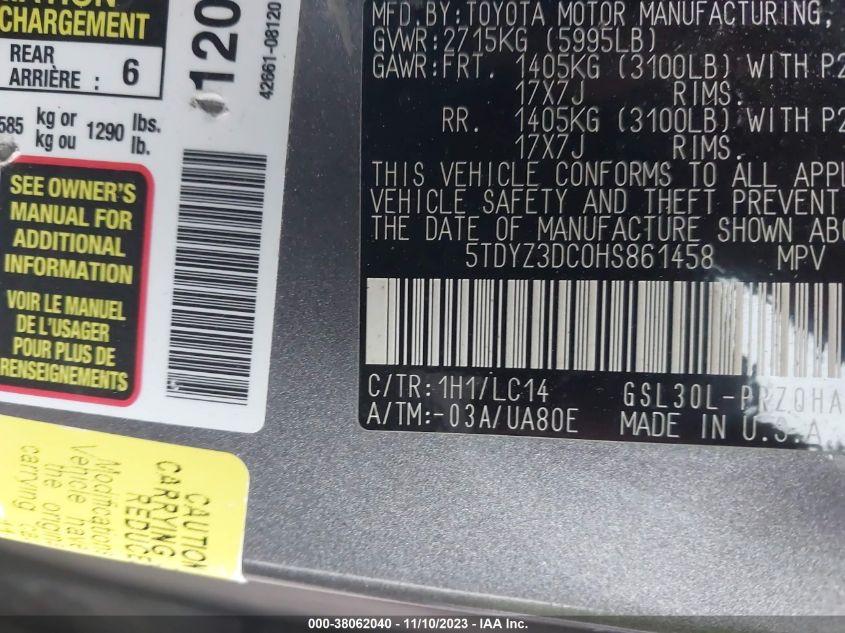 CHARGEMENT
REAR
ARRIÈRE : 6
585 kg or 1290 lbs.
kg ou lb.
SEE OWNER'S
MANUAL FOR
ADDITIONAL
INFORMATION
VOIR LE MANUEL
DE L'USAGER
POUR PLUS DE
RENSEIGNEMENTS
120
42661-08120
MFD.BY:TOYOTA MOTOR MANUFACTURING,
GVWR:2715KG (5995LB)
GAWR:FRT. 1405KG (3100LB) WITH P2
17X7J RIMS.
RR. 1405KG (3100LB) WITH P2
17X7J RIMS.
THIS VEHICLE CONFORMS TO ALL APPL
VEHICLE SAFETY AND THEFT PREVENT
THE DATE OF MANUFACTURE SHOWN ABO
5TDYZ3DC0HS861458 MPV
C/TR:1H1/LC14 GSL30L-PRZQHA
A/TM:-03A/UA80E MADE IN U.S.A
CAUTION
CARRYING
REDUCE
Modification
vehicle have
the origin
carrying ca
000-38062040 - 11/10/2023 - IAA Inc.